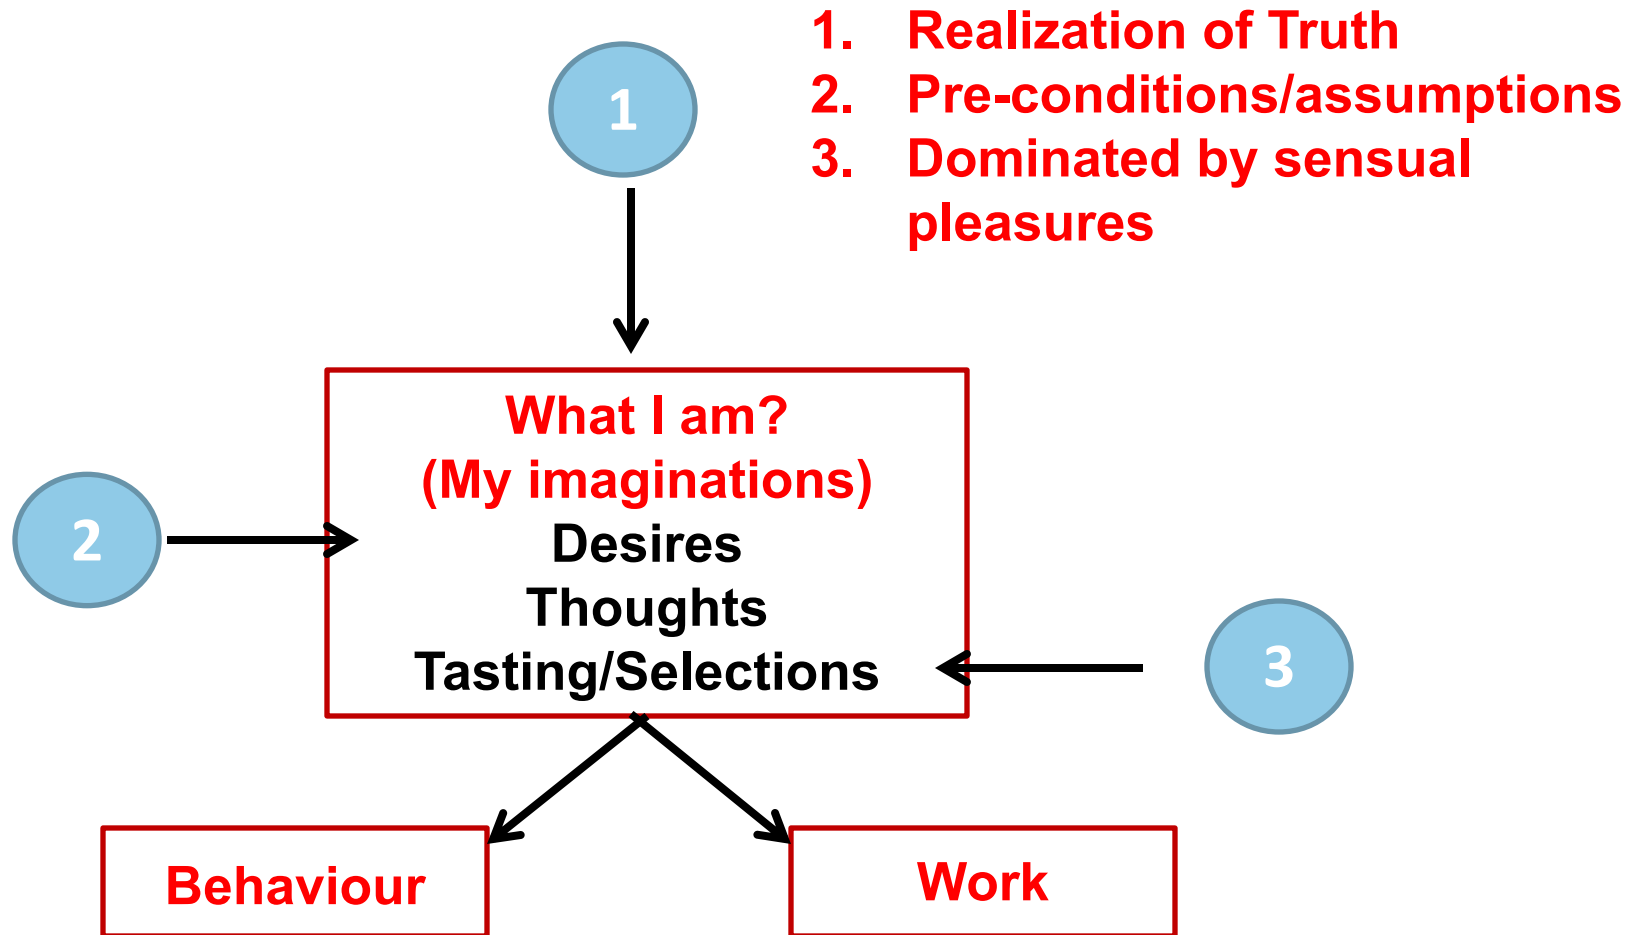 1. Realization of Truth
2. Pre-conditions/assumptions
3. Dominated by sensual
pleasures
1
What I am?
(My imaginations)
Desires
Thoughts
Tasting/Selections
2
3
Behaviour
Work